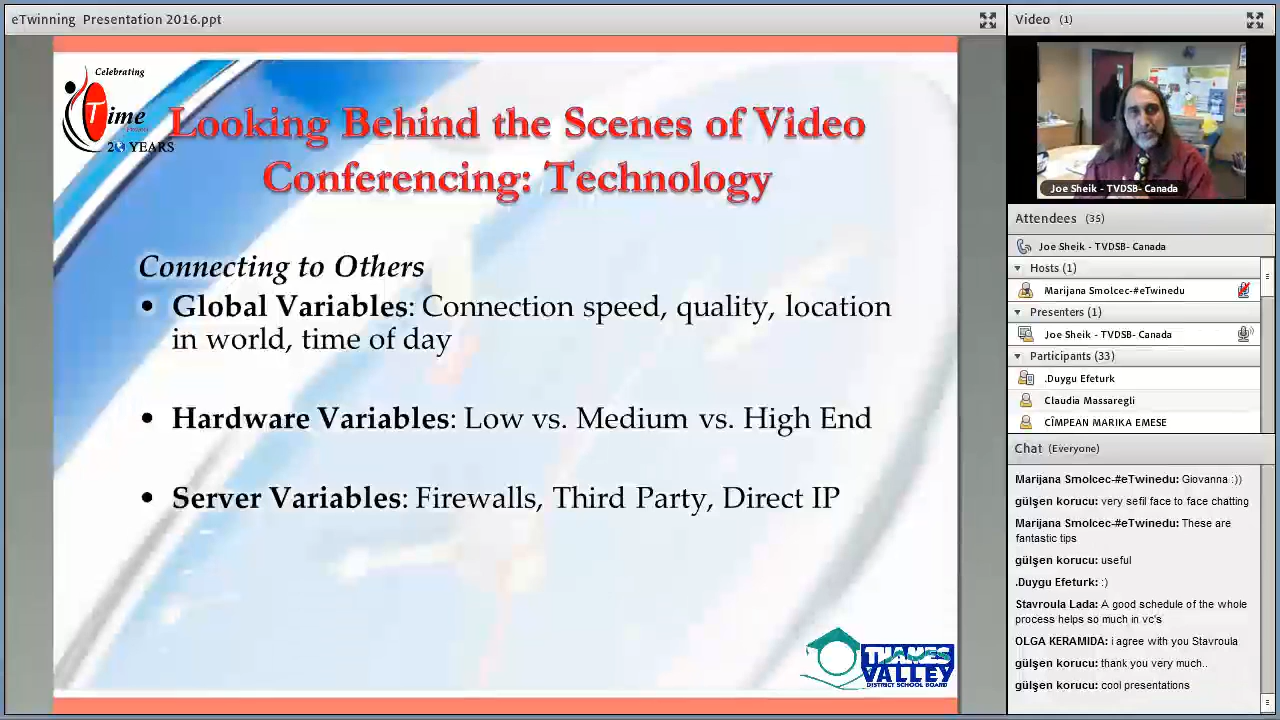 eTwinning Presentation 2016.ppt
Celebrating
Time
20 YEARS
Looking Behind the Scenes of Video
Conferencing: Technology
Connecting to Others
• Global Variables: Connection speed, quality, location
in world, time of day
• Hardware Variables: Low vs. Medium vs. High End
• Server Variables: Firewalls, Third Party, Direct IP
THAMES
VALLEY
DISTRICT SCHOOL BOARD
Video (1)
Joe Sheik - TVDSB- Canada
Attendees (35)
Joe Sheik - TVDSB- Canada
Hosts (1)
Marijana Smolcec-#eTwinedu
Presenters (1)
Joe Sheik - TVDSB-Canada
Participants (33)
.Duygu Efeturk
Claudia Massaregli
CÎMPEAN MARIKA EMESE
Chat (Everyone)
Marijana Smolcec-#eTwinedu: Giovanna :))
gülşen korucu: very sefil face to face chatting
Marijana Smolcec-#eTwinedu: These are
fantastic tips
gülşen korucu: useful
.Duygu Efeturk: :)
Stavroula Lada: A good schedule of the whole
process helps so much in vc's
OLGA KERAMIDA: i agree with you Stavroula
gülşen korucu: thank you very much..
gülşen korucu: cool presentations